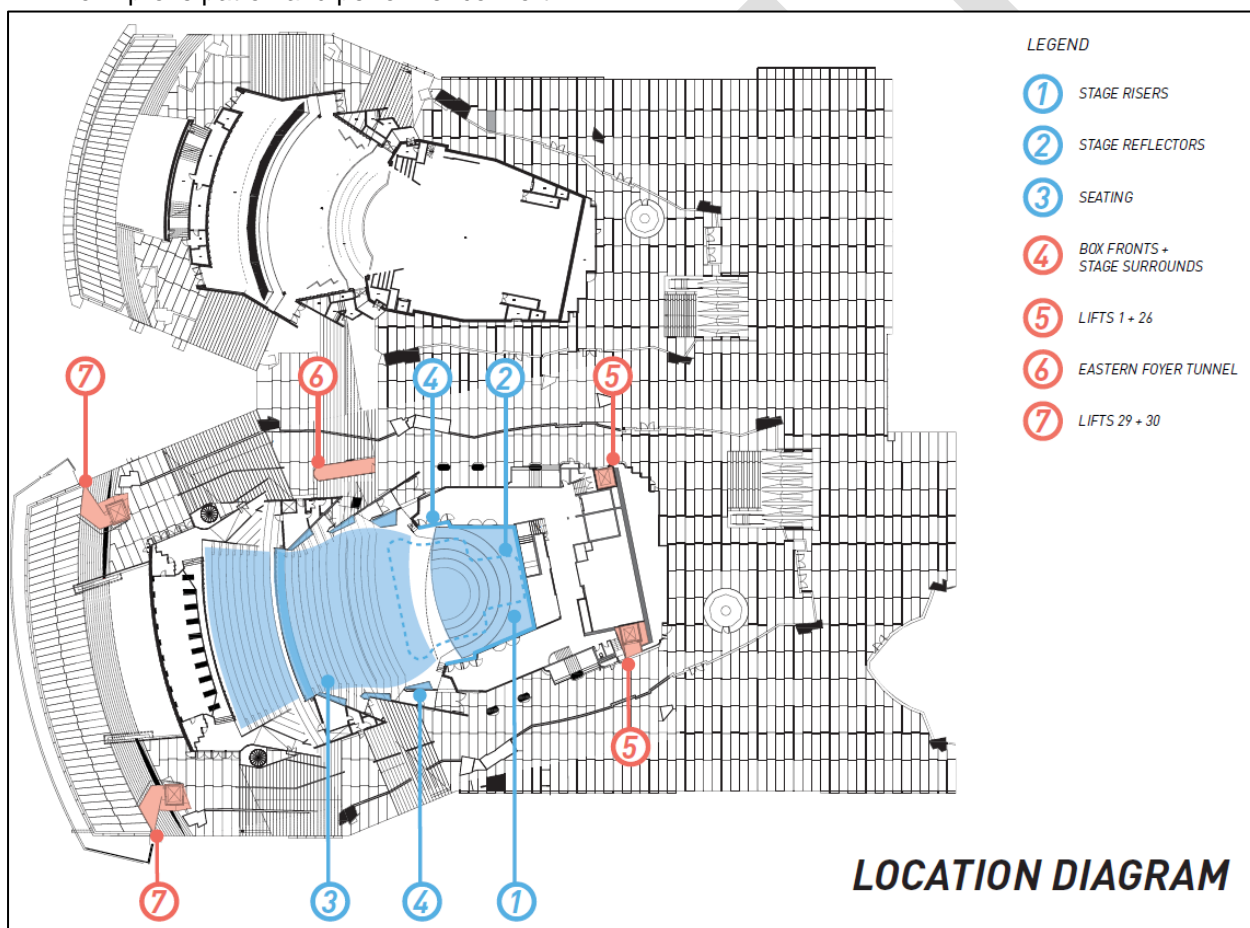 LEGEND
1 STAGE RISERS
2 STAGE REFLECTORS
3 SEATING
4 BOX FRONTS +
STAGE SURROUNDS
5 LIFTS 1 + 26
6 EASTERN FOYER TUNNEL
7 LIFTS 29 + 30
7
6
4
2
5
5
7
3
4
1
LOCATION DIAGRAM